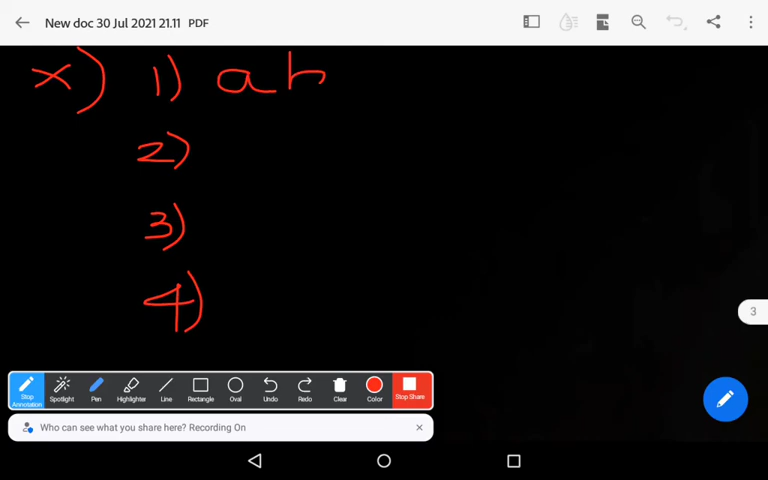 New doc 30 Jul 2021 21.11 PDF
x) 1) ah
2)
3)
4)
3
Stop Annotation Spotlight Pen Highlighter Line Rectangle Oval Undo Redo Clear Color Stop Share
Who can see what you share here? Recording On